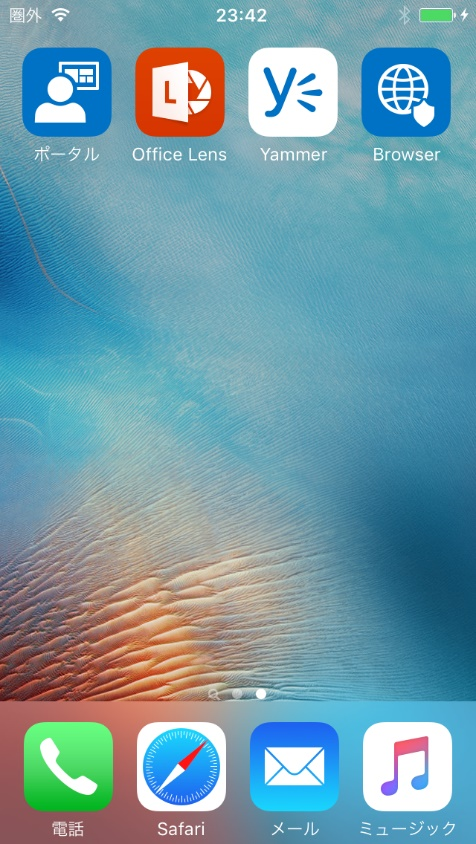 圏外
23:42
ポータル
L
Office Lens
y
Yammer
Browser
電話
Safari
メール
ミュージック